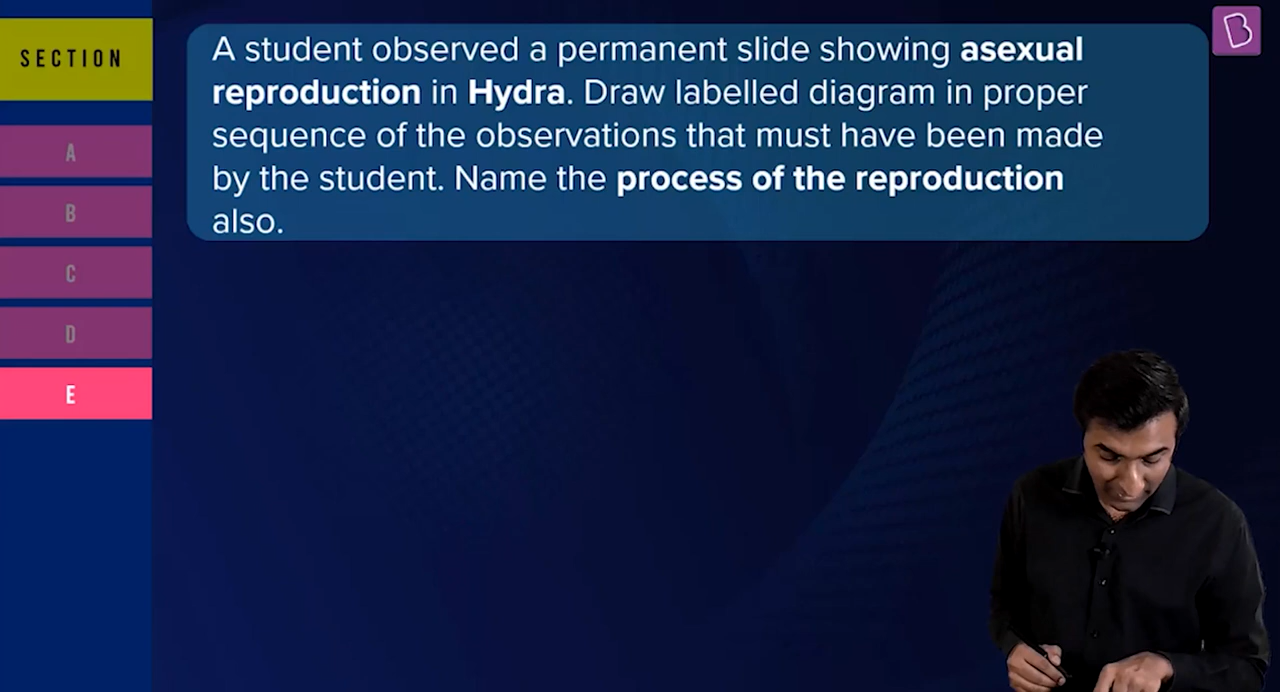 SECTION
A student observed a permanent slide showing asexual
reproduction in Hydra. Draw labelled diagram in proper
sequence of the observations that must have been made
by the student. Name the process of the reproduction
also.
A
B
C
D
E
B